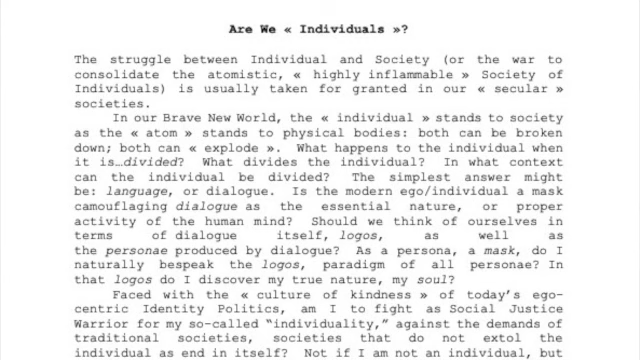 Are We « Individuals »?
The struggle between Individual and Society (or the war to
consolidate the atomistic, « highly inflammable » Society of
Individuals) is usually taken for granted in our « secular »
societies.
In our Brave New World, the « individual » stands to society
as the « atom » stands to physical bodies: both can be broken
down; both can « explode ». What happens to the individual when
it is…divided? What divides the individual? In what context
can the individual be divided? The simplest answer might
be: language, or dialogue. Is the modern ego/individual a mask
camouflaging dialogue as the essential nature, or proper
activity of the human mind? Should we think of ourselves in
terms of dialogue itself, logos, as well as
the personae produced by dialogue? As a persona, a mask, do I
naturally bespeak the logos, paradigm of all personae? In
that logos do I discover my true nature, my soul?
Faced with the « culture of kindness » of today's ego-
centric Identity Politics, am I to fight as Social Justice
Warrior for my so-called "individuality," against the demands of
traditional societies, societies that do not extol the
individual as end in itself? Not if I am not an individual, but